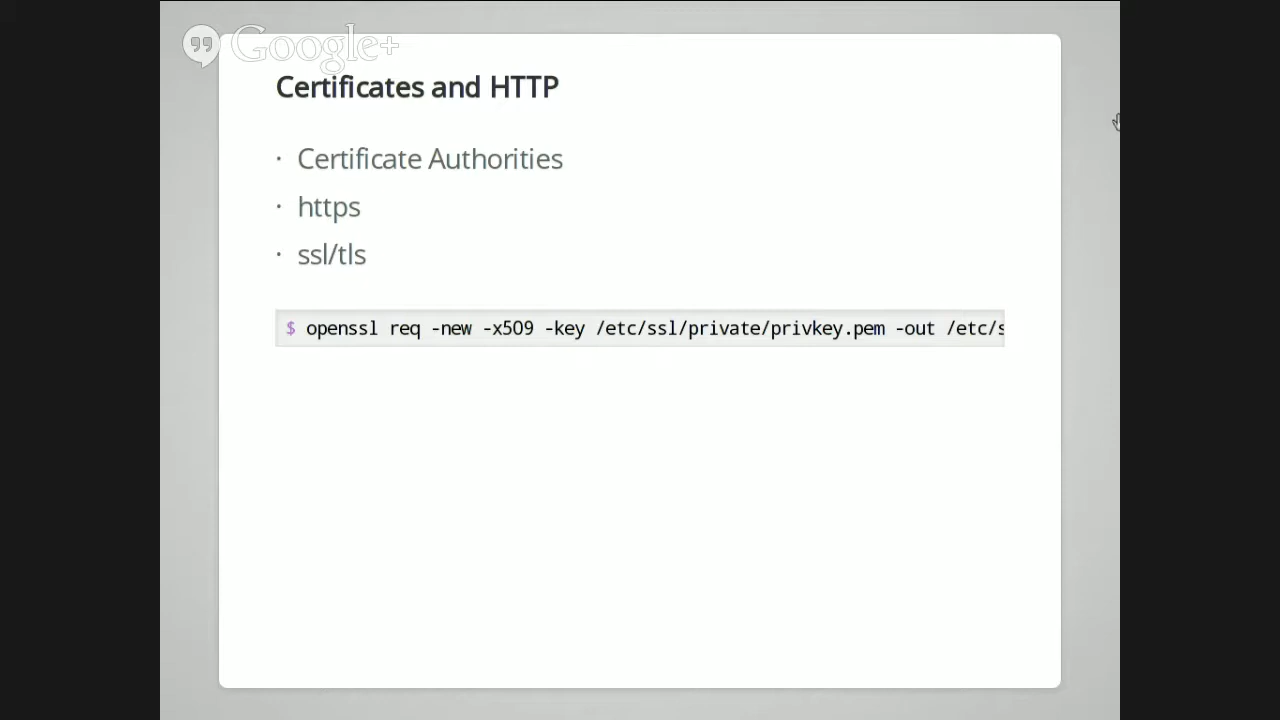 Google+
Certificates and HTTP
· Certificate Authorities
· https
· ssl/tls
$ openssl req -new -x509 -key /etc/ssl/private/privkey.pem -out /etc/s